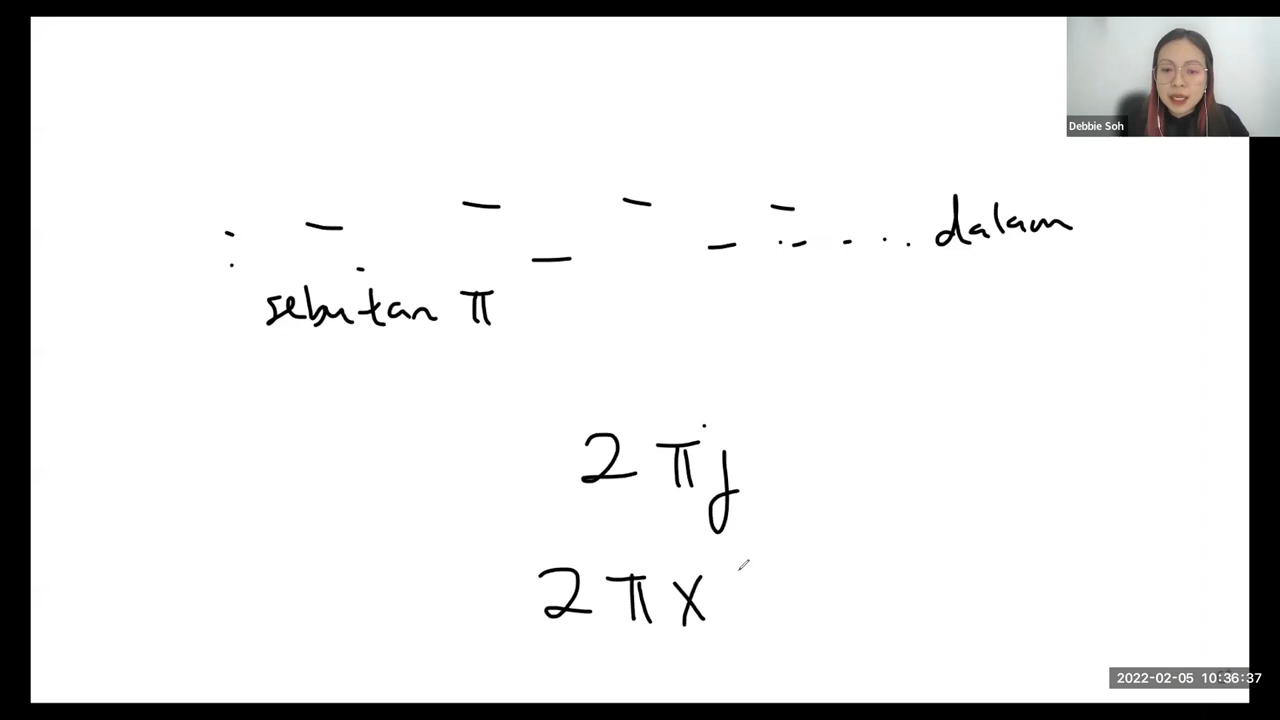 Debbie Soh
dalam
sebutan π
2πj
2πx
2022-02-05 10:36:37